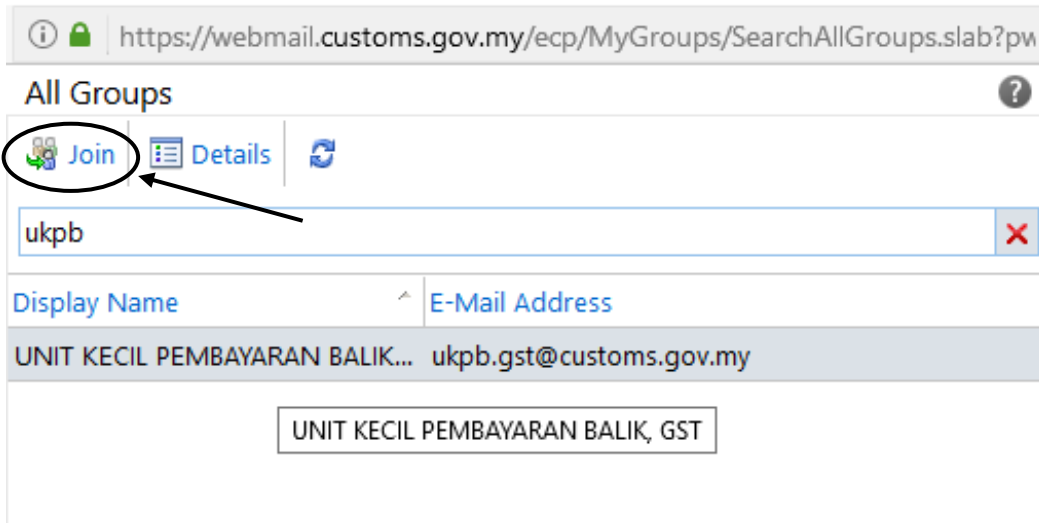 https://webmail.customs.gov.my/ecp/MyGroups/SearchAllGroups.slab?pw
All Groups
Join Details
ukpb
Display Name E-Mail Address
UNIT KECIL PEMBAYARAN BALIK... ukpb.gst@customs.gov.my
UNIT KECIL PEMBAYARAN BALIK, GST